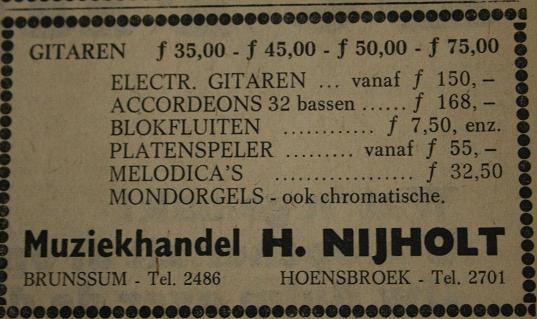 GITAREN ƒ 35,00 - ƒ 45,00 - ƒ 50,00 - ƒ 75,00
ELECTR. GITAREN ... vanaf ƒ 150,–
ACCORDEONS 32 bassen ...... ƒ 168,–
BLOKFLUITEN ............ ƒ 7,50, enz.
PLATENSPELER ......... vanaf ƒ 55,–
MELODICA'S .................. ƒ 32,50
MONDORGELS - ook chromatische.
Muziekhandel H. NIJHOLT
BRUNSSUM - Tel. 2486 HOENSBROEK - Tel. 2701